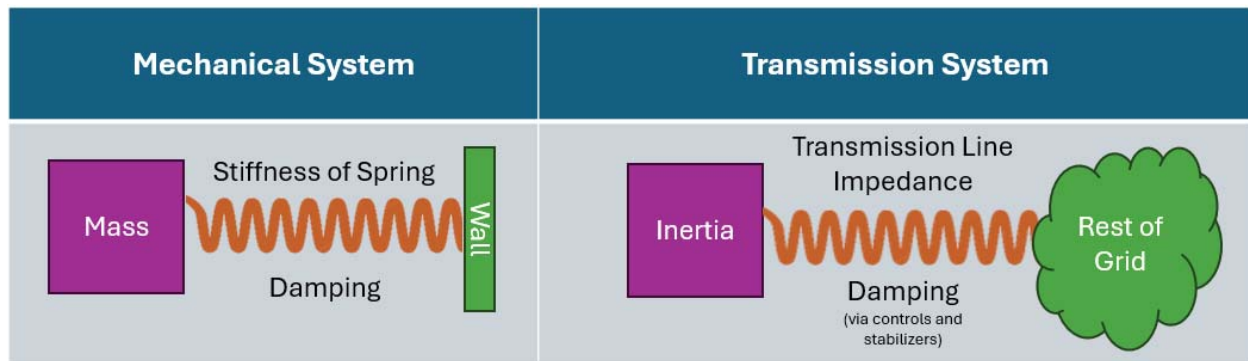 Mechanical System
Transmission System
Mass
Stiffness of Spring
Damping
Wall
Inertia
Transmission Line
Impedance
Damping
(via controls and
stabilizers)
Rest of
Grid